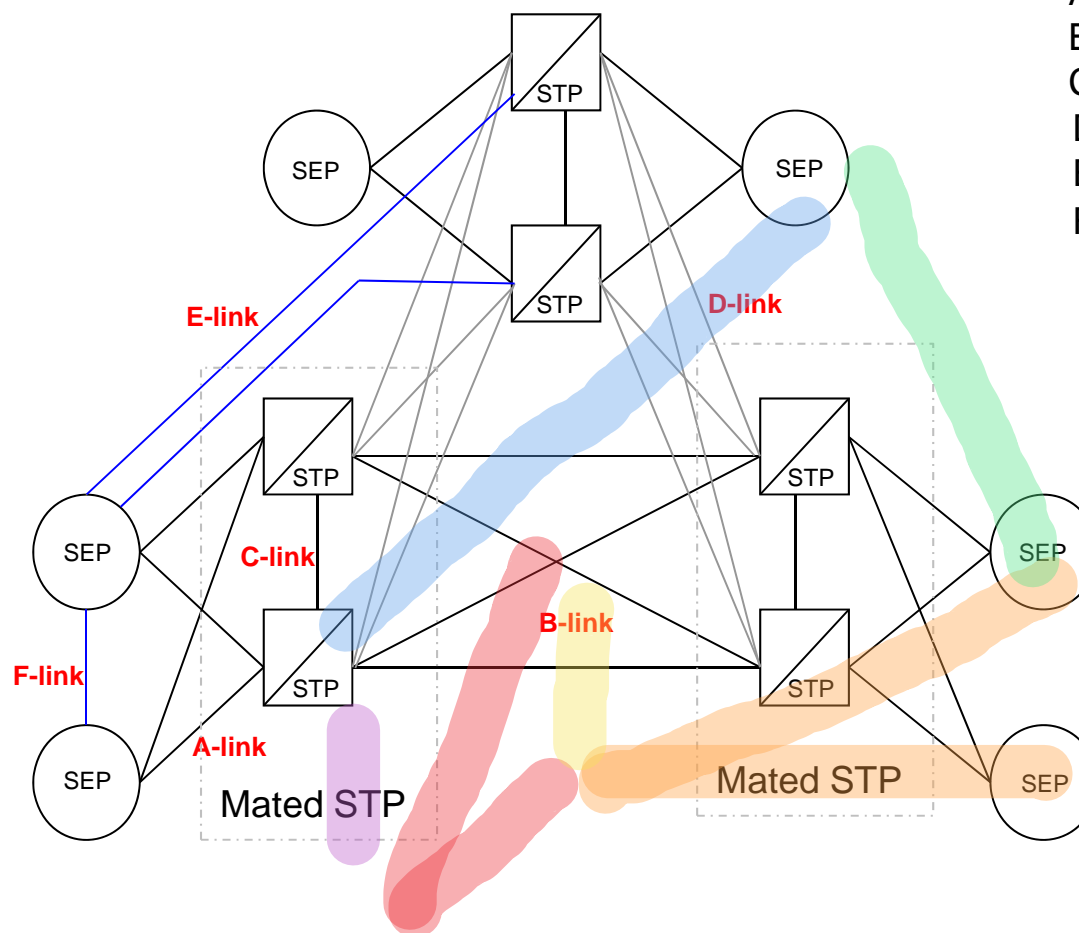 STP
SEP
SEP
STP
E-link
D-link
STP
STP
SEP
C-link
SEP
B-link
STP
STP
F-link
A-link
SEP
Mated STP
Mated STP
SEP